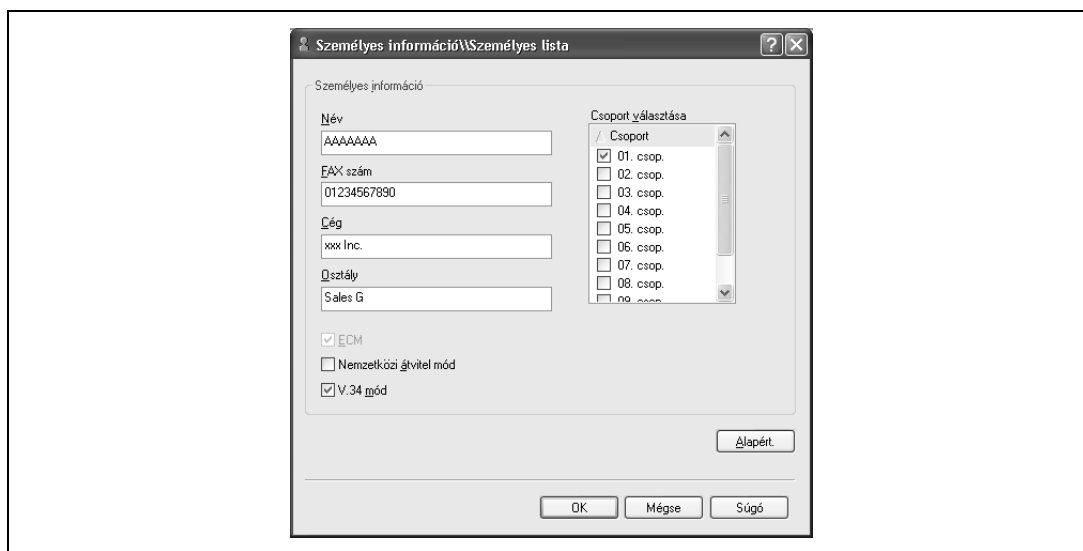 Személyes információ\\Személyes lista
Személyes információ
Név
AAAAAAA
FAX szám
01234567890
Cég
xxx Inc.
Osztály
Sales G
ECM
Nemzetközi átvitel mód
V.34 mód
Csoport választása
Csoport
01. csop.
02. csop.
03. csop.
04. csop.
05. csop.
06. csop.
07. csop.
08. csop.
09. csop.
Alapért.
OK
Mégse
Súgó